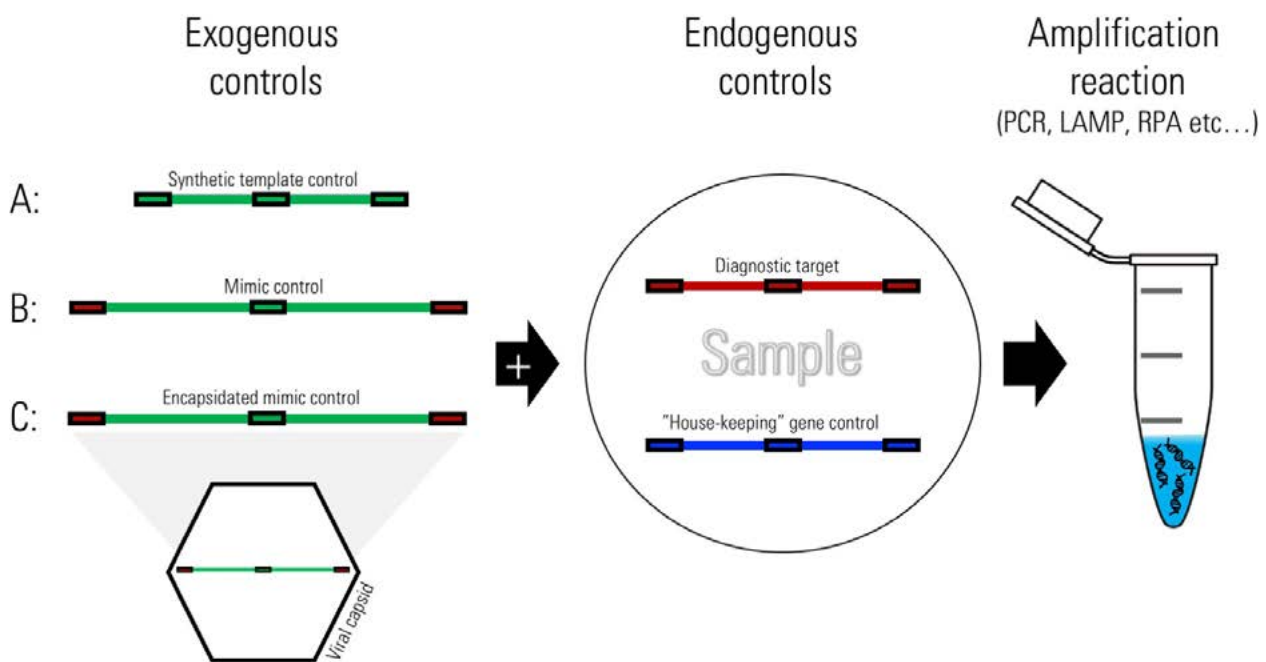 Exogenous
controls
Endogenous
controls
Amplification
reaction
(PCR, LAMP, RPA etc...)
A:
Synthetic template control
B:
Mimic control
C:
Encapsidated mimic control
Viral capsid
+
Diagnostic target
Sample
"House-keeping" gene control